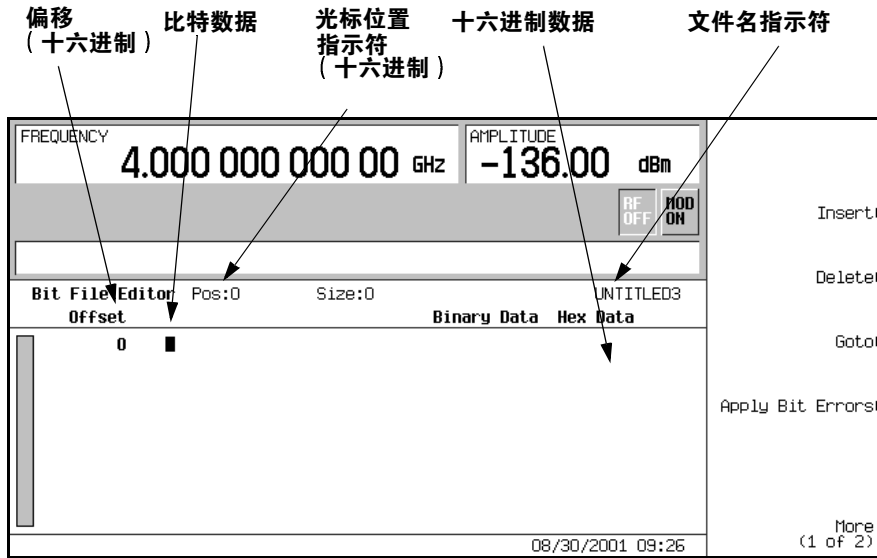 偏移
(十六进制)
比特数据
光标位置
指示符
(十六进制)
十六进制数据
文件名指示符
FREQUENCY
4.000 000 000 00 GHz
AMPLITUDE
-136.00 dBm
RF
OFF
MOD
ON
Insert
Delete
Goto
Apply Bit Errors
More
(1 of 2)
Bit File Editor Pos:0 Size:0 UNTITLED3
Offset Binary Data Hex Data
0
08/30/2001 09:26